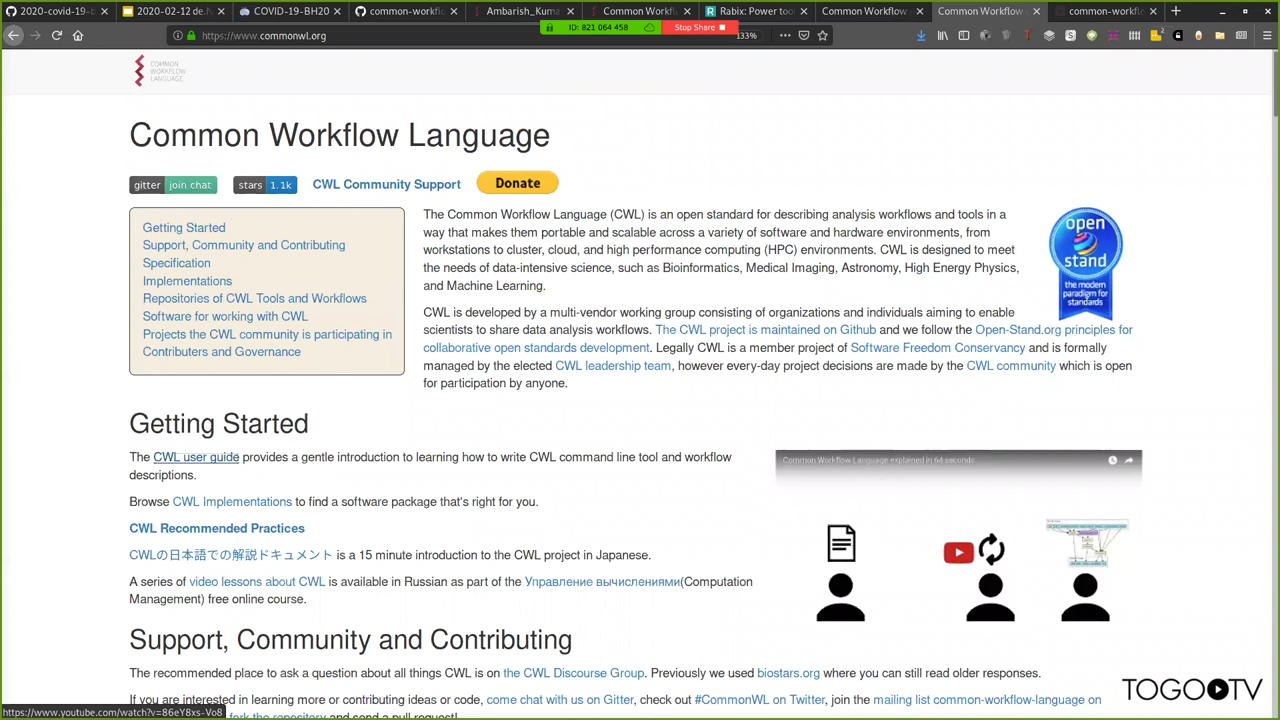 2020-covid-19-b
2020-02-12 de
COVID-19-BH20
common-workfl
Ambarish_Kuma
Common Workfl
Rabix: Power too
Common Workflow
Common Workflow
common-workflo
ID: 821 064 458
Stop Share
https://www.commonwl.org
133%
COMMON
WORKFLOW
LANGUAGE
Common Workflow Language
gitter join chat stars 1.1k CWL Community Support Donate
Getting Started
Support, Community and Contributing
Specification
Implementations
Repositories of CWL Tools and Workflows
Software for working with CWL
Projects the CWL community is participating in
Contributers and Governance
The Common Workflow Language (CWL) is an open standard for describing analysis workflows and tools in a
way that makes them portable and scalable across a variety of software and hardware environments, from
workstations to cluster, cloud, and high performance computing (HPC) environments. CWL is designed to meet
the needs of data-intensive science, such as Bioinformatics, Medical Imaging, Astronomy, High Energy Physics,
and Machine Learning.
open
stand
the modern
paradigm for
standards
CWL is developed by a multi-vendor working group consisting of organizations and individuals aiming to enable
scientists to share data analysis workflows. The CWL project is maintained on Github and we follow the Open-Stand.org principles for
collaborative open standards development. Legally CWL is a member project of Software Freedom Conservancy and is formally
managed by the elected CWL leadership team, however every-day project decisions are made by the CWL community which is open
for participation by anyone.
Getting Started
The CWL user guide provides a gentle introduction to learning how to write CWL command line tool and workflow
descriptions.
Browse CWL Implementations to find a software package that's right for you.
CWL Recommended Practices
CWLの日本語での解説ドキュメント is a 15 minute introduction to the CWL project in Japanese.
A series of video lessons about CWL is available in Russian as part of the Управление вычислениями(Computation
Management) free online course.
Common Workflow Language explained in 64 seconds
Support, Community and Contributing
The recommended place to ask a question about all things CWL is on the CWL Discourse Group. Previously we used biostars.org where you can still read older responses.
If you are interested in learning more or contributing ideas or code, come chat with us on Gitter, check out #CommonWL on Twitter, join the mailing list common-workflow-language on
fork the repository and send a pull request!
https://www.youtube.com/watch?v=86eY8xs-Vo8
TOGOTV